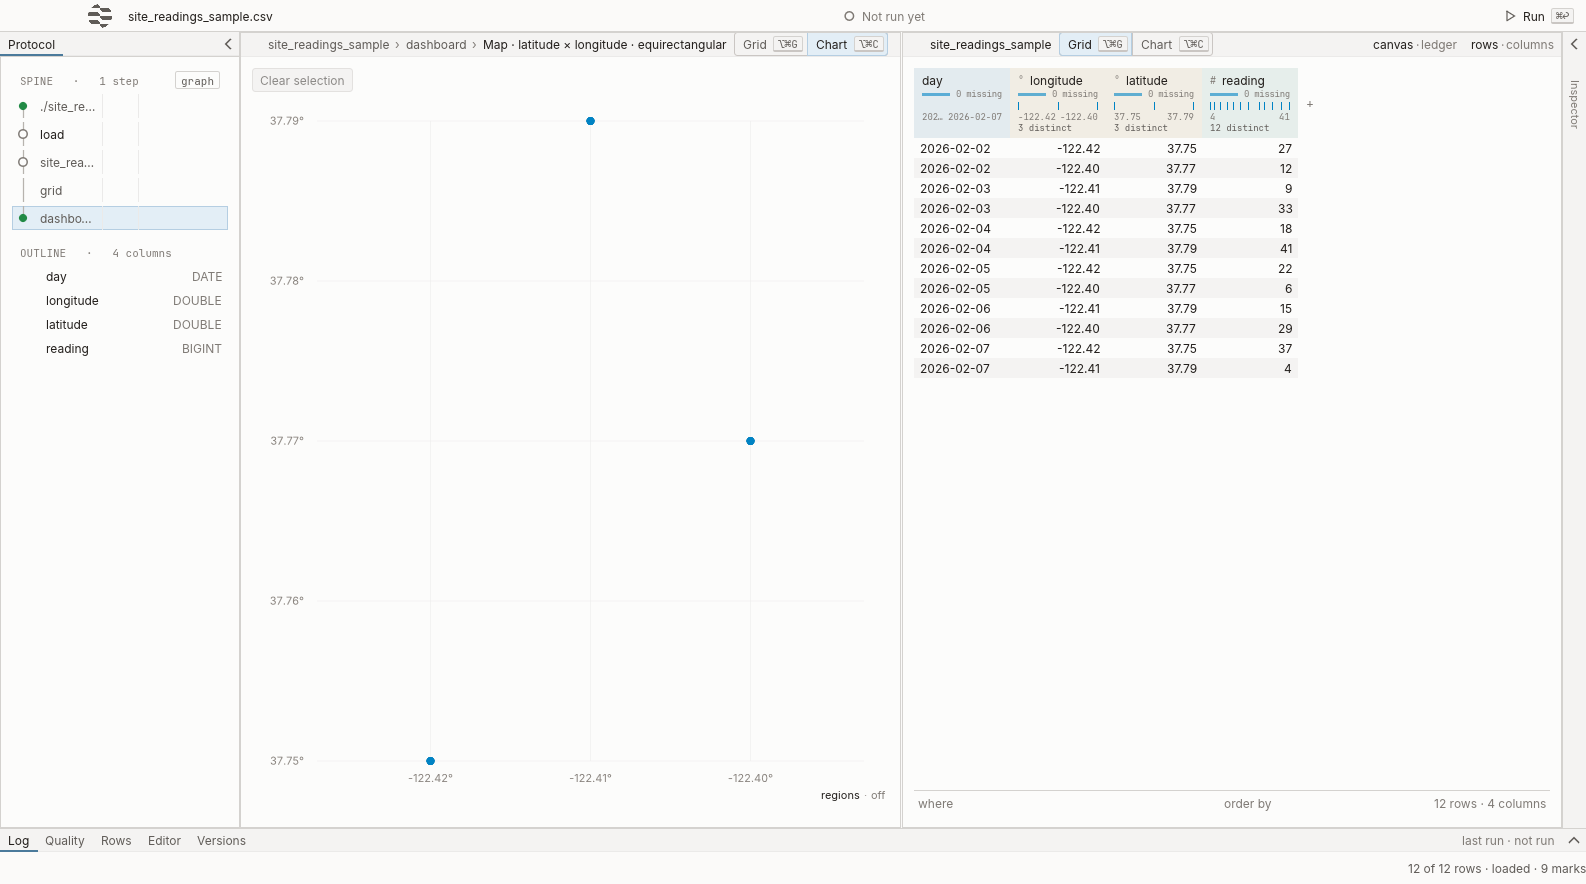 site_readings_sample.csv
Not run yet
Run
Protocol
site_readings_sample › dashboard › Map · latitude × longitude · equirectangular
Grid ⌥⌘G Chart ⌥⌘C
site_readings_sample Grid ⌥⌘G Chart ⌥⌘C
canvas · ledger rows · columns
SPINE · 1 step graph
./site_re...
load
site_rea...
grid
dashbo...
OUTLINE · 4 columns
day DATE
longitude DOUBLE
latitude DOUBLE
reading BIGINT
Clear selection
37.79°
37.78°
37.77°
37.76°
37.75°
-122.42° -122.41° -122.40°
regions · off
day ° longitude ° latitude # reading
0 missing 0 missing 0 missing 0 missing
202… 2026-02-07 -122.42 -122.40 37.75 37.79 4 41
3 distinct 3 distinct 12 distinct
+
2026-02-02 -122.42 37.75 27
2026-02-02 -122.40 37.77 12
2026-02-03 -122.41 37.79 9
2026-02-03 -122.40 37.77 33
2026-02-04 -122.42 37.75 18
2026-02-04 -122.41 37.79 41
2026-02-05 -122.42 37.75 22
2026-02-05 -122.40 37.77 6
2026-02-06 -122.41 37.79 15
2026-02-06 -122.40 37.77 29
2026-02-07 -122.42 37.75 37
2026-02-07 -122.41 37.79 4
where order by 12 rows · 4 columns
Inspector
Log Quality Rows Editor Versions
last run · not run
12 of 12 rows · loaded · 9 marks